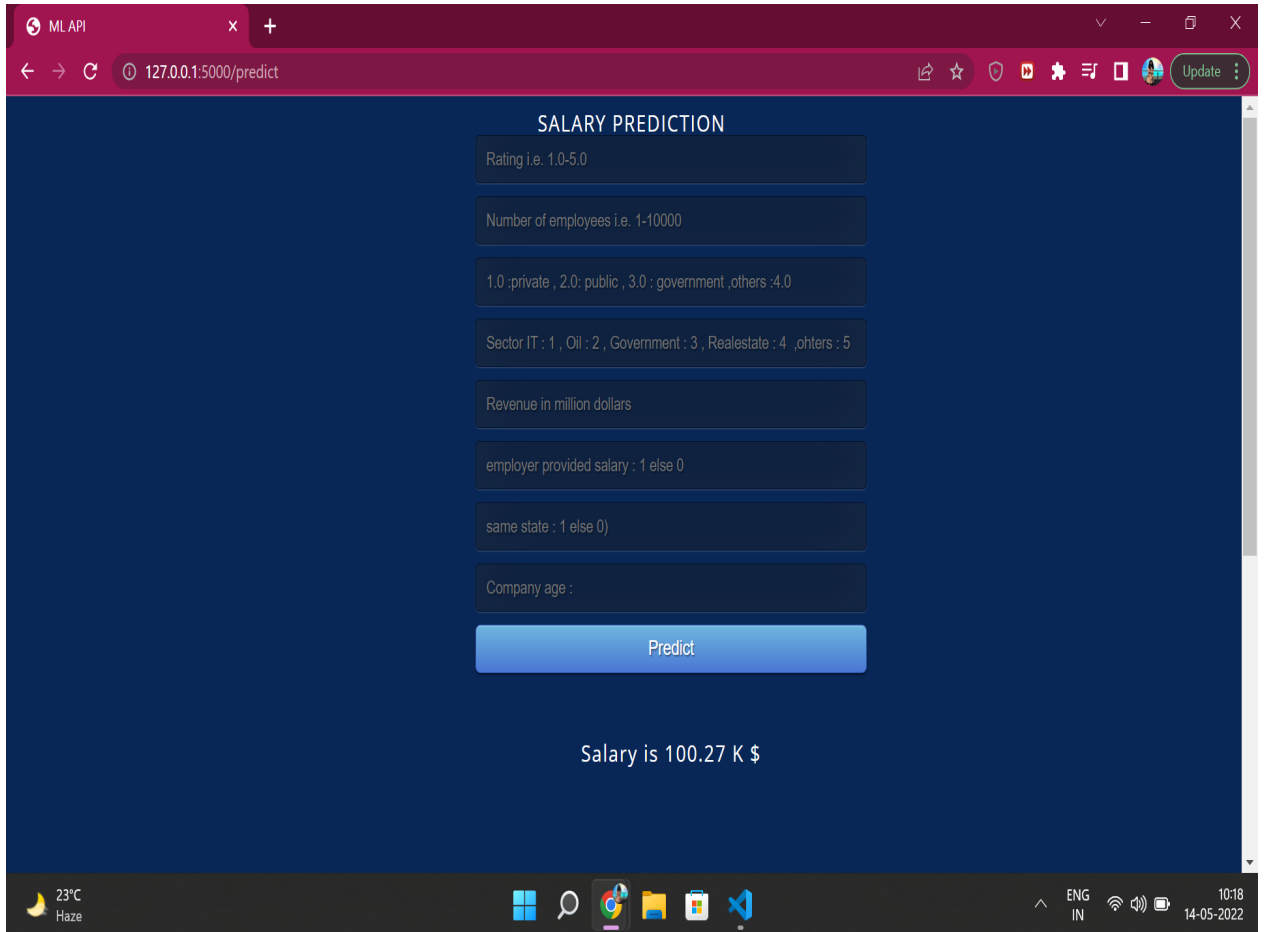 ML API
127.0.0.1:5000/predict
Update
SALARY PREDICTION
Rating i.e. 1.0-5.0
Number of employees i.e. 1-10000
1.0 :private , 2.0: public , 3.0 : government ,others :4.0
Sector IT : 1 , Oil : 2 , Government : 3 , Realestate : 4 ,ohters : 5
Revenue in million dollars
employer provided salary : 1 else 0
same state : 1 else 0)
Company age :
Predict
Salary is 100.27 K $
23°C
Haze
ENG
IN
10:18
14-05-2022